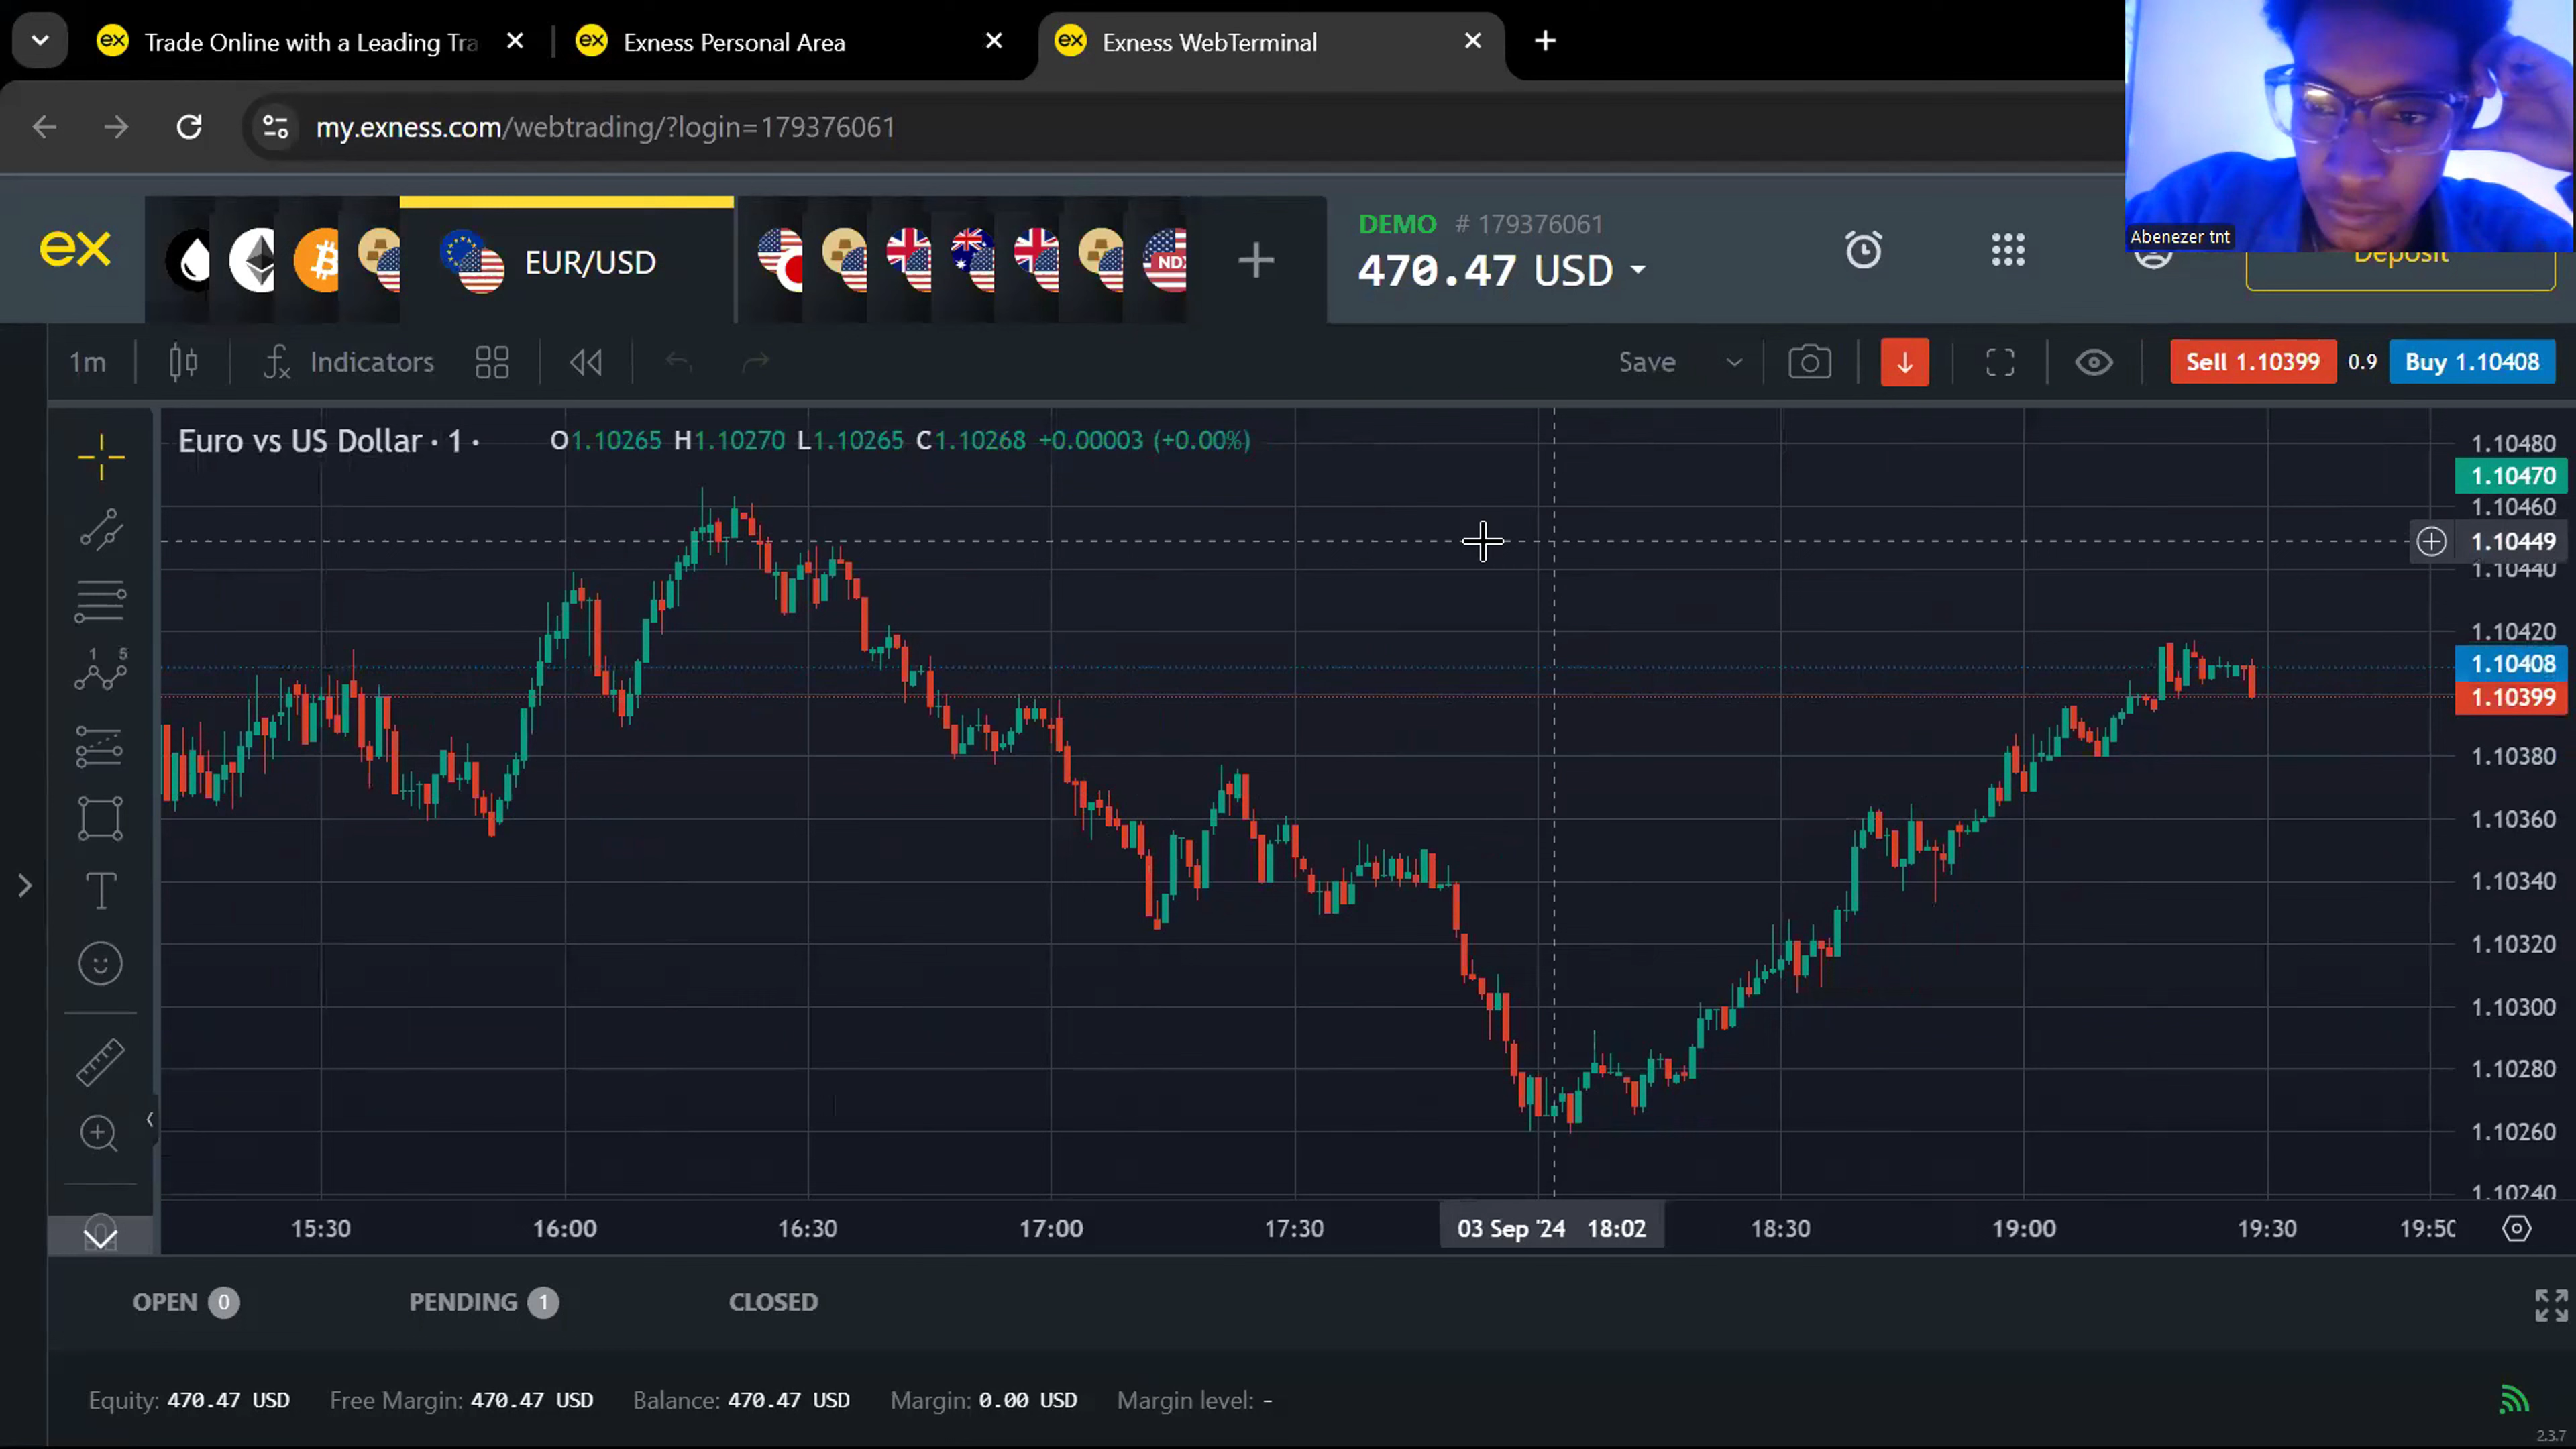 Trade Online with a Leading Tra
Exness Personal Area
Exness WebTerminal
my.exness.com/webtrading/?login=179376061
Abenezer tnt
ex
EUR/USD
ND
DEMO # 179376061
470.47 USD
Deposit
1m
Indicators
Save
Sell 1.10399
0.9
Buy 1.10408
Euro vs US Dollar · 1 ·
O1.10265 H1.10270 L1.10265 C1.10268 +0.00003 (+0.00%)
1.10480
1.10470
1.10460
1.10449
1.10440
1.10420
1.10408
1.10399
1.10380
1.10360
1.10340
1.10320
1.10300
1.10280
1.10260
1.10240
15:30 16:00 16:30 17:00 17:30 03 Sep '24 18:02 18:30 19:00 19:30 19:50
OPEN 0
PENDING 1
CLOSED
Equity: 470.47 USD
Free Margin: 470.47 USD
Balance: 470.47 USD
Margin: 0.00 USD
Margin level: -
2.3.7